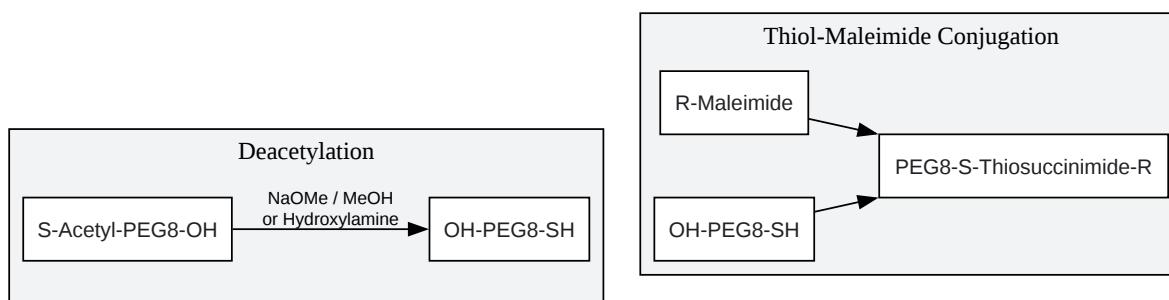 Deacetylation
S-Acetyl-PEG8-OH
NaOMe / MeOH
or Hydroxylamine
OH-PEG8-SH
Thiol-Maleimide Conjugation
R-Maleimide
OH-PEG8-SH
PEG8-S-Thiosuccinimide-R